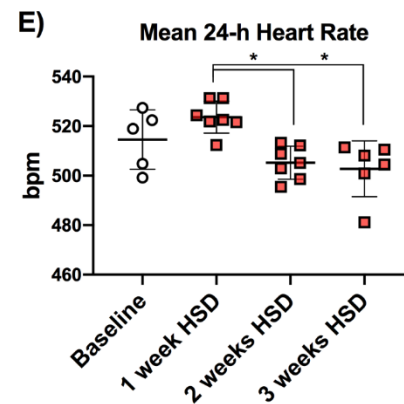 E)
Mean 24-h Heart Rate
* *
540
520
500
480
460
bpm
Baseline
1 week HSD
2 weeks HSD
3 weeks HSD